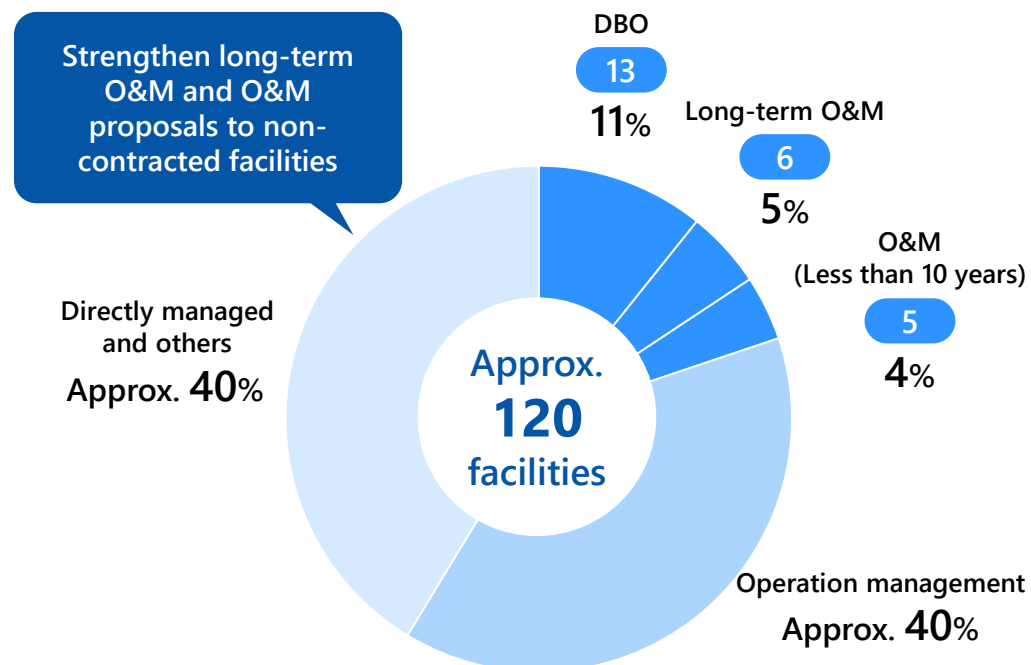 Strengthen long-term
O&M and O&M
proposals to non-
contracted facilities
DBO
13
11%
Long-term O&M
6
5%
O&M
(Less than 10 years)
5
4%
Directly managed
and others
Approx. 40%
Approx.
120
facilities
Operation management
Approx. 40%